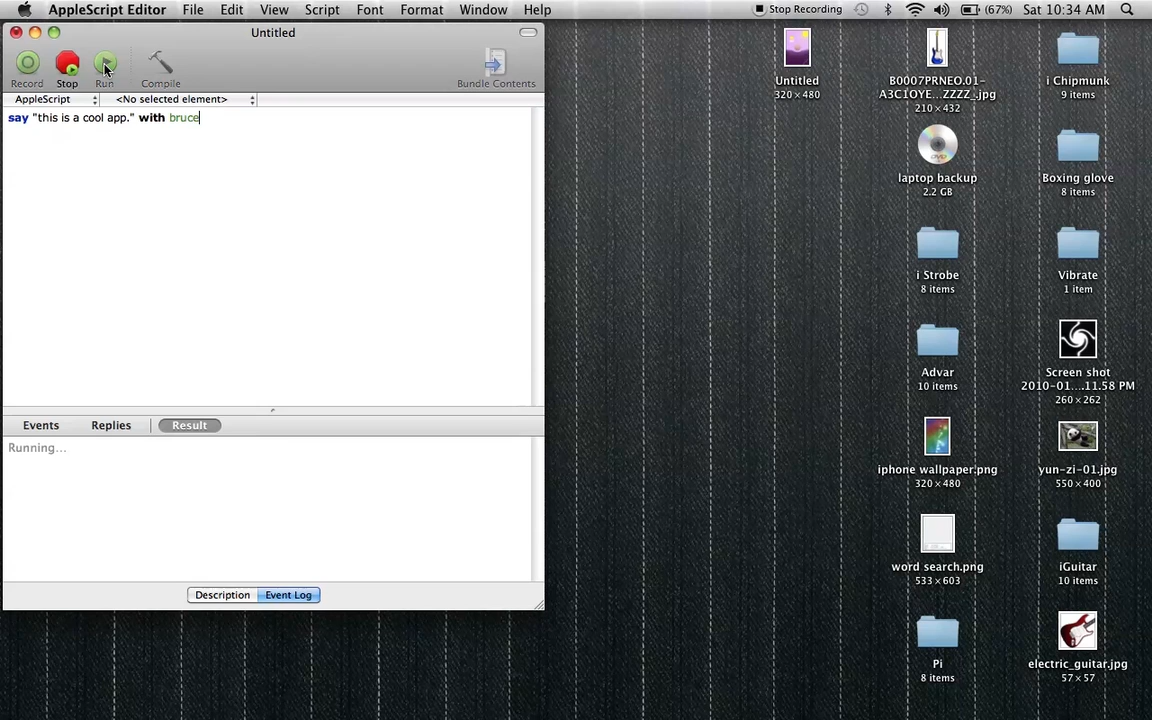 AppleScript Editor File Edit View Script Font Format Window Help Stop Recording (67%) Sat 10:34 AM
Untitled
Record Stop Run Compile Bundle Contents
AppleScript <No selected element>
say "this is a cool app." with bruce
Events Replies Result
Running...
Description Event Log
Untitled
320×480
B0007PRNEO.01-
A3C1OYE...ZZZZ_.jpg
210×432
i Chipmunk
9 items
laptop backup
2.2 GB
Boxing glove
8 items
i Strobe
8 items
Vibrate
1 item
Advar
10 items
Screen shot
2010-01....11.58 PM
260×262
iphone wallpaper.png
320×480
yun-zi-01.jpg
550×400
word search.png
533×603
iGuitar
10 items
Pi
8 items
electric_guitar.jpg
57×57